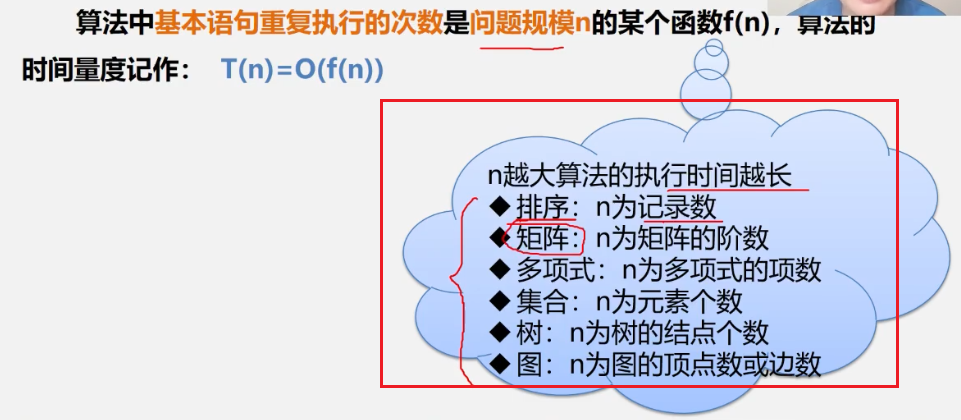 算法中基本语句重复执行的次数是问题规模n的某个函数f(n)，算法的
时间量度记作： T(n)=O(f(n))
n越大算法的执行时间越长
◆ 排序：n为记录数
◆ 矩阵：n为矩阵的阶数
◆ 多项式：n为多项式的项数
◆ 集合：n为元素个数
◆ 树：n为树的结点个数
◆ 图：n为图的顶点数或边数